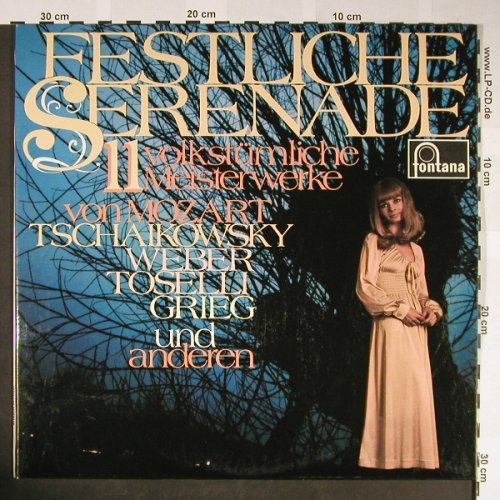 30 cm
20 cm
10 cm
FESTLICHE
SERENADE
11 volkstümliche
Meisterwerke
von MOZART
TSCHAIKOWSKY
WEBER
TOSELLI
GRIEG
und
anderen
fontana
www.LP-CD.de
10 cm
20 cm
30 cm